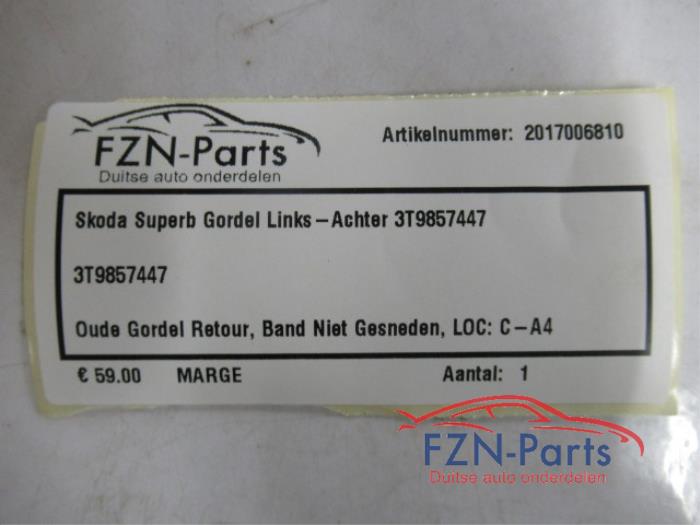 FZN-Parts
Duitse auto onderdelen
Artikelnummer: 2017006810
Skoda Superb Gordel Links – Achter 3T9857447
3T9857447
Oude Gordel Retour, Band Niet Gesneden, LOC: C – A4
€ 59.00 MARGE Aantal: 1
FZN-Parts
Duitse auto onderdelen